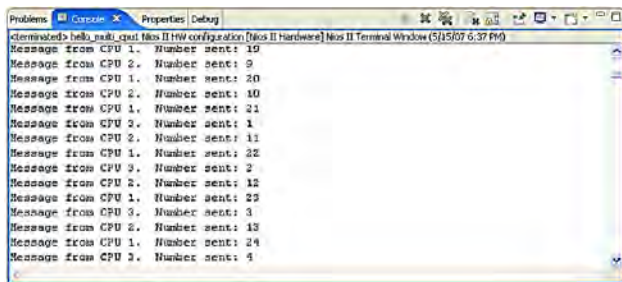 Problems Console Properties Debug
<terminated> hello_multi_cpu1 Nios II HW configuration [Nios II Hardware] Nios II Terminal Window (5/15/07 6:37 PM)
Message from CPU 1. Number sent: 19
Message from CPU 2. Number sent: 9
Message from CPU 1. Number sent: 20
Message from CPU 2. Number sent: 10
Message from CPU 1. Number sent: 21
Message from CPU 3. Number sent: 1
Message from CPU 2. Number sent: 11
Message from CPU 1. Number sent: 22
Message from CPU 3. Number sent: 2
Message from CPU 2. Number sent: 12
Message from CPU 1. Number sent: 23
Message from CPU 3. Number sent: 3
Message from CPU 2. Number sent: 13
Message from CPU 1. Number sent: 24
Message from CPU 3. Number sent: 4